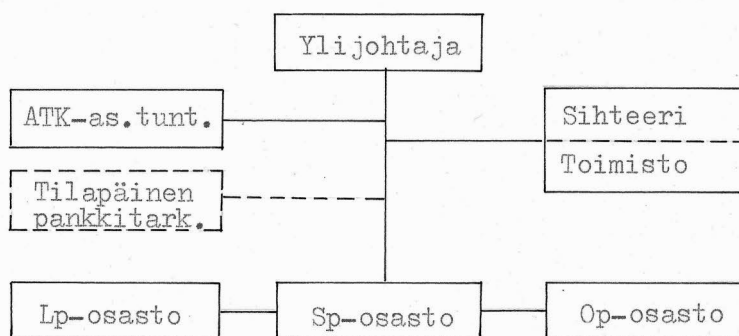 Ylijohtaja
ATK-as.tunt.
Sihteeri
Toimisto
Tilapäinen
pankkitark.
Lp-osasto
Sp-osasto
Op-osasto